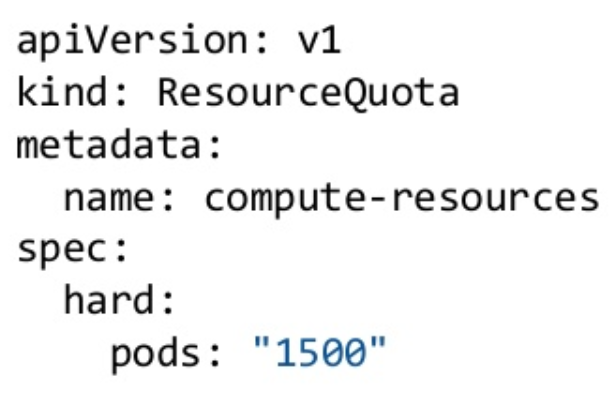 apiVersion: v1
kind: ResourceQuota
metadata:
  name: compute-resources
spec:
  hard:
    pods: "1500"